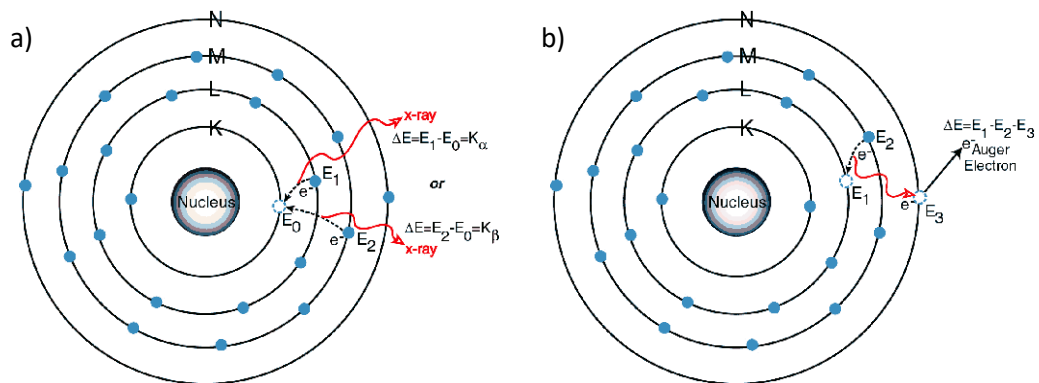 a)
N
M
L
K
Nucleus
x-ray
ΔE=E₁-E₀=Kα
or
E₁
e-
E₀
e-
E₂
ΔE=E₂-E₀=Kβ
x-ray
b)
N
M
L
K
Nucleus
E₂
e-
E₁
ΔE=E₁-E₂-E₃
e- Auger
Electron
e-
E₃